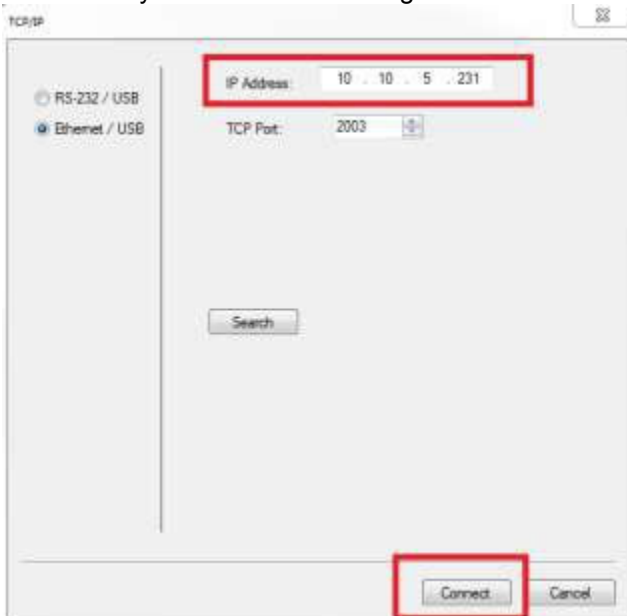 TCP/IP
IP Address: 10 . 10 . 5 . 231
RS-232 / USB
Ethernet / USB
TCP Port: 2003
Search
Connect
Cancel